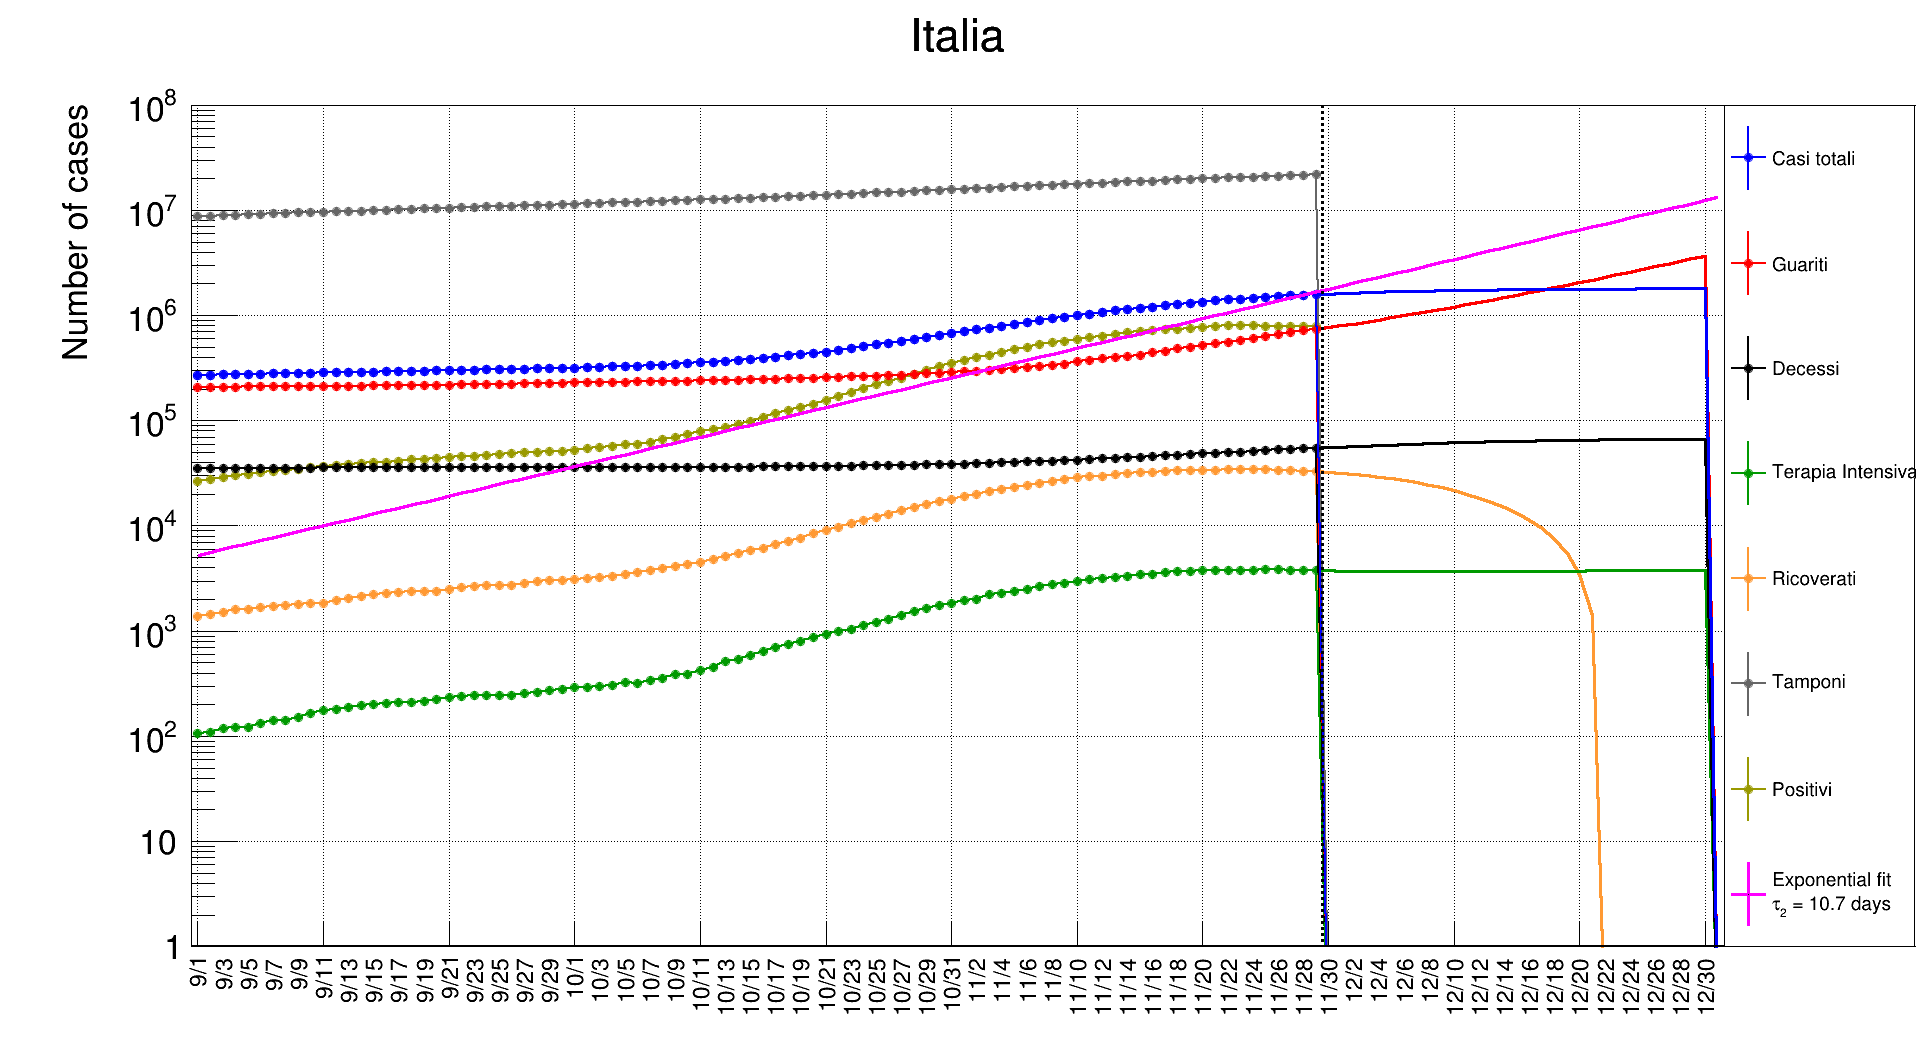 Italia
Number of cases
10^8
10^7
10^6
10^5
10^4
10^3
10^2
10
1
9/1 9/3 9/5 9/7 9/9 9/11 9/13 9/15 9/17 9/19 9/21 9/23 9/25 9/27 9/29 10/1 10/3 10/5 10/7 10/9 10/11 10/13 10/15 10/17 10/19 10/21 10/23 10/25 10/27 10/29 10/31 11/2 11/4 11/6 11/8 11/10 11/12 11/14 11/16 11/18 11/20 11/22 11/24 11/26 11/28 11/30 12/2 12/4 12/6 12/8 12/10 12/12 12/14 12/16 12/18 12/20 12/22 12/24 12/26 12/28 12/30
Casi totali
Guariti
Decessi
Terapia Intensiva
Ricoverati
Tamponi
Positivi
Exponential fit
τ₂ = 10.7 days